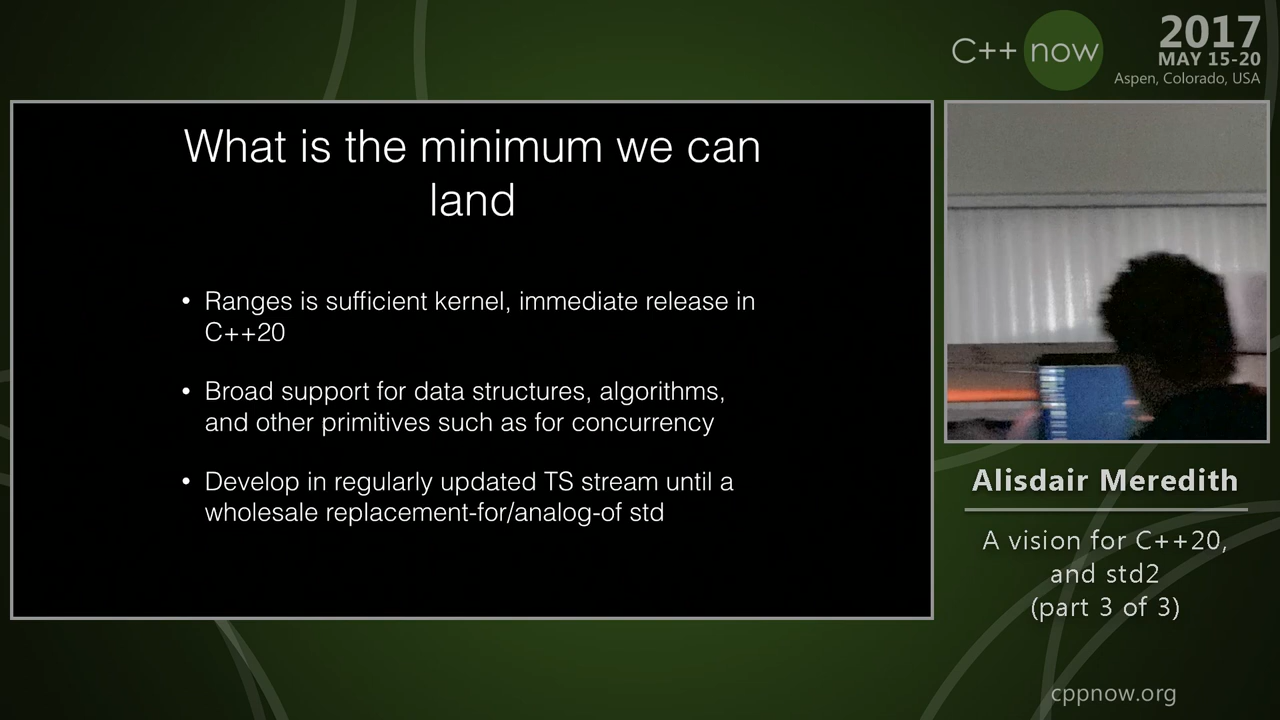 C++ now
2017
MAY 15-20
Aspen, Colorado, USA
What is the minimum we can
land
• Ranges is sufficient kernel, immediate release in
C++20
• Broad support for data structures, algorithms,
and other primitives such as for concurrency
• Develop in regularly updated TS stream until a
wholesale replacement-for/analog-of std
Alisdair Meredith
A vision for C++20,
and std2
(part 3 of 3)
cppnow.org